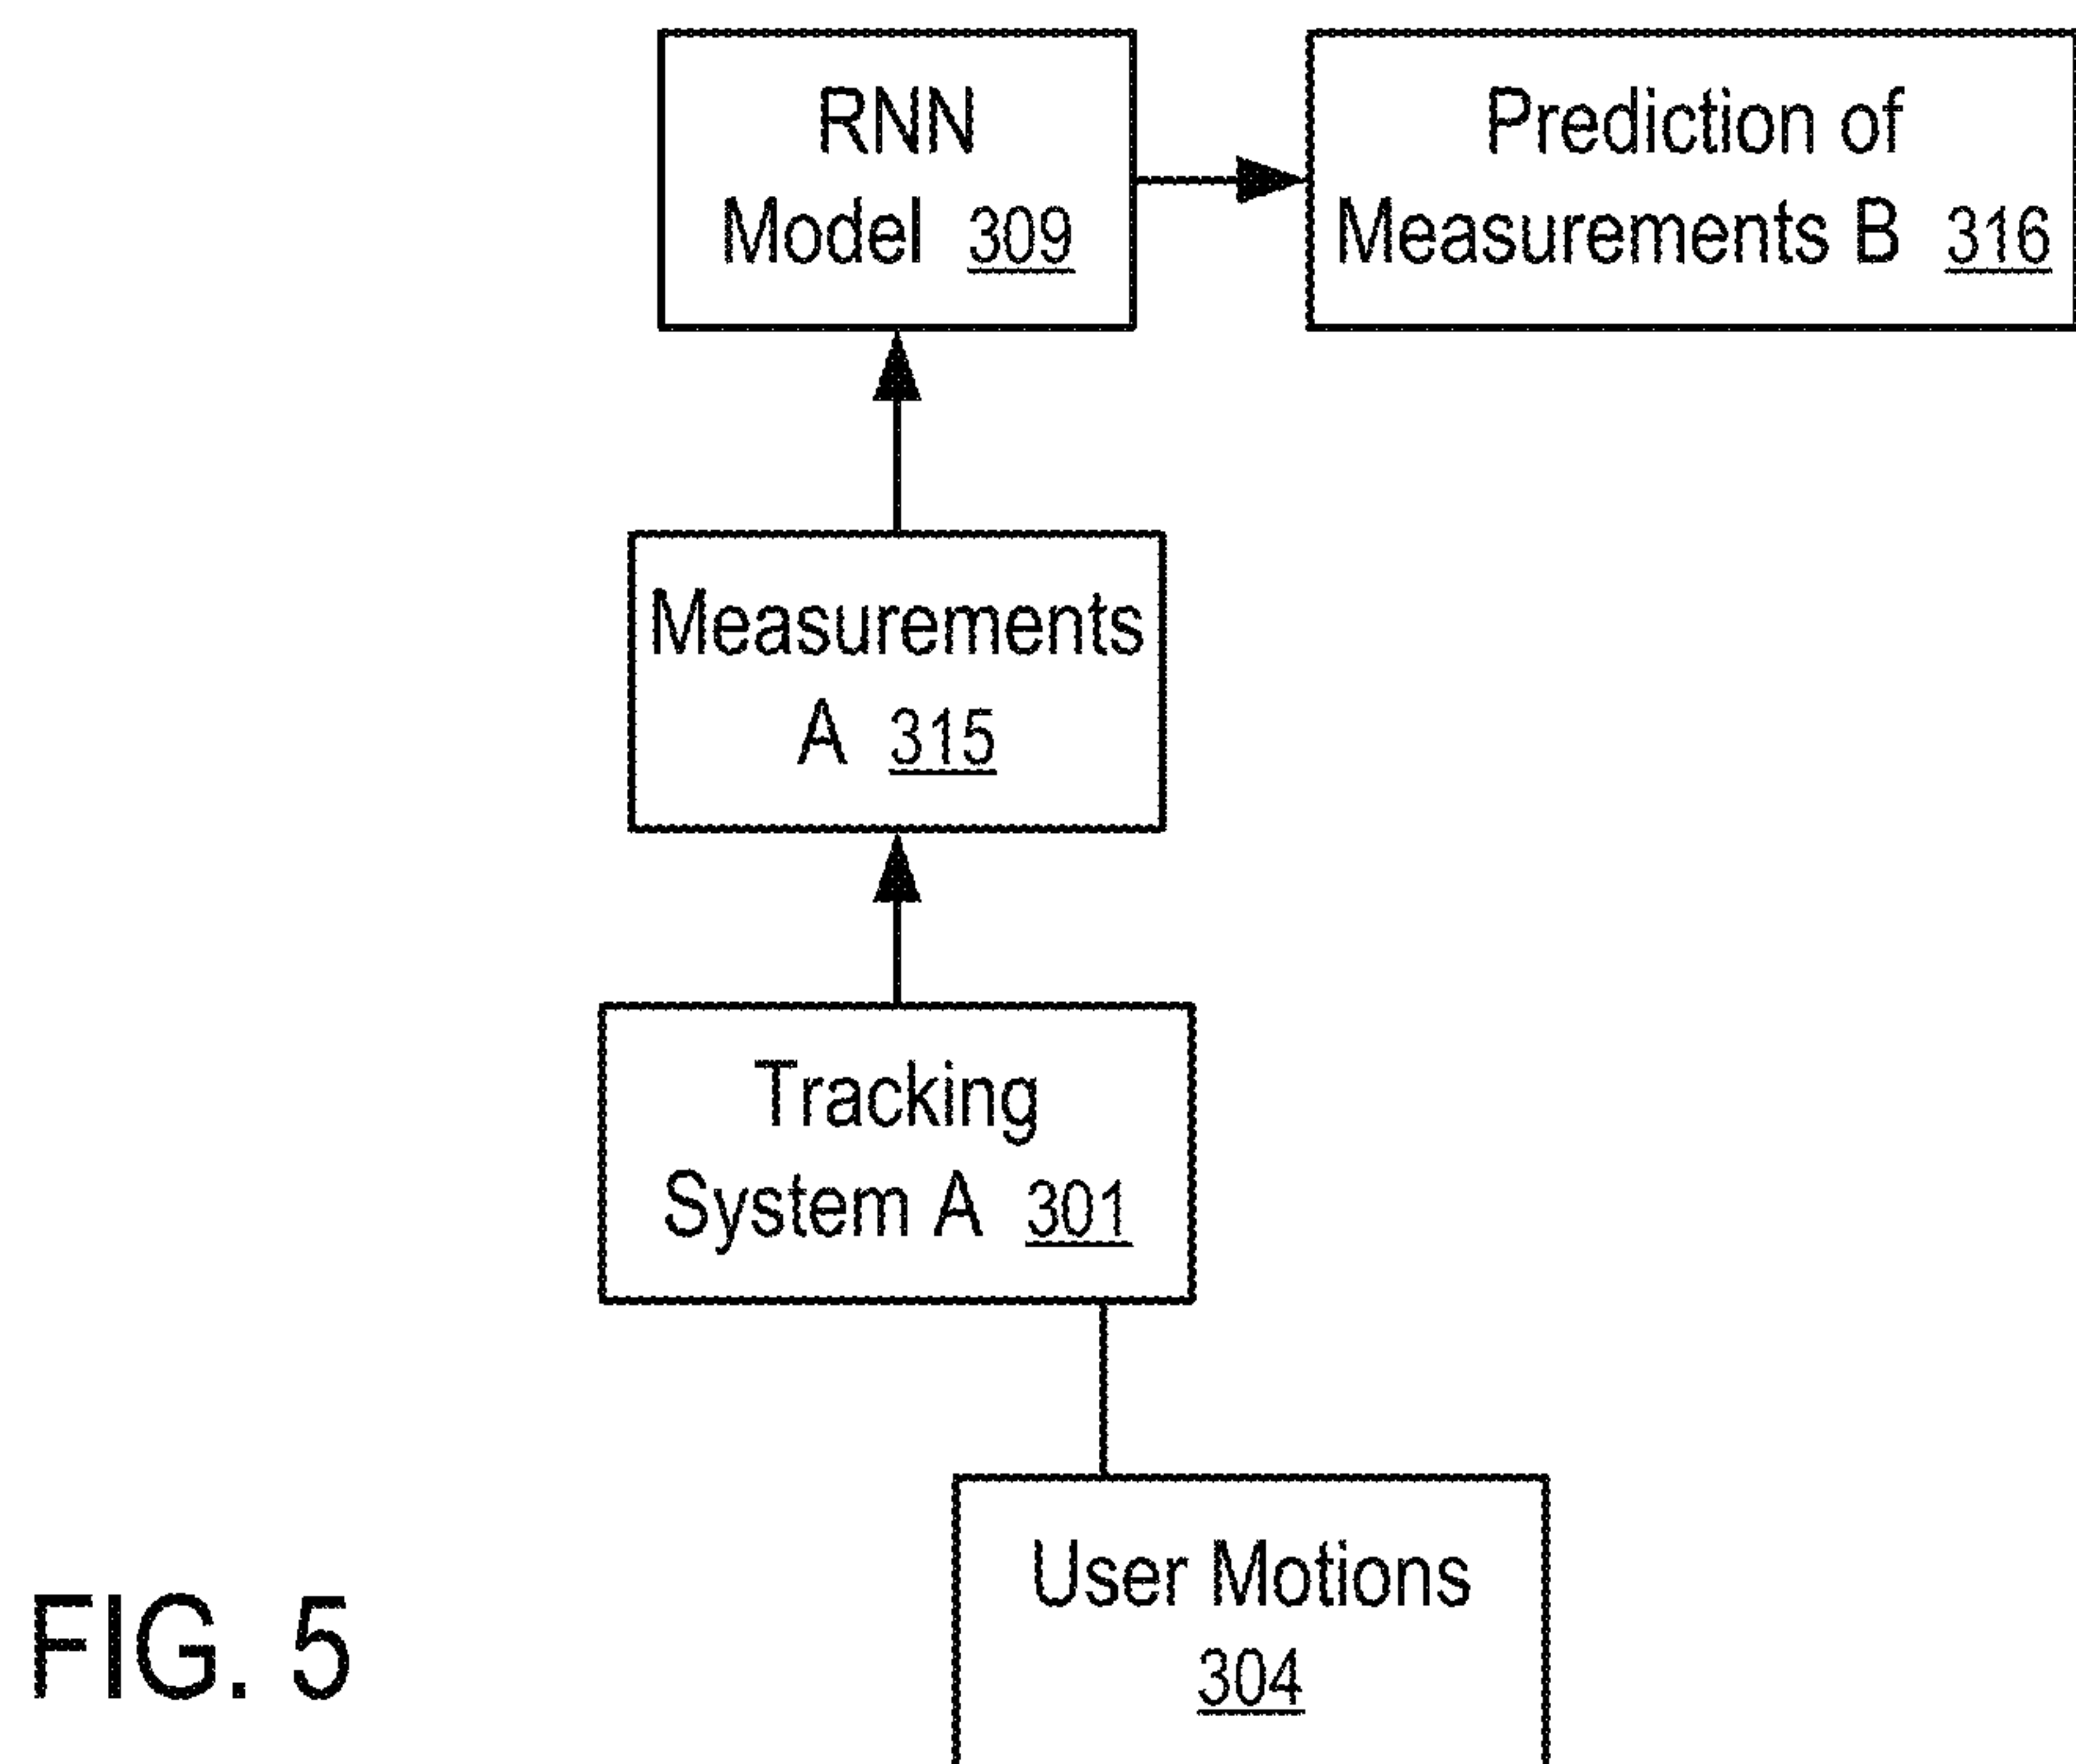 RNN
Model 309
Prediction of
Measurements B 316
Measurements
A 315
Tracking
System A 301
User Motions
304
FIG. 5